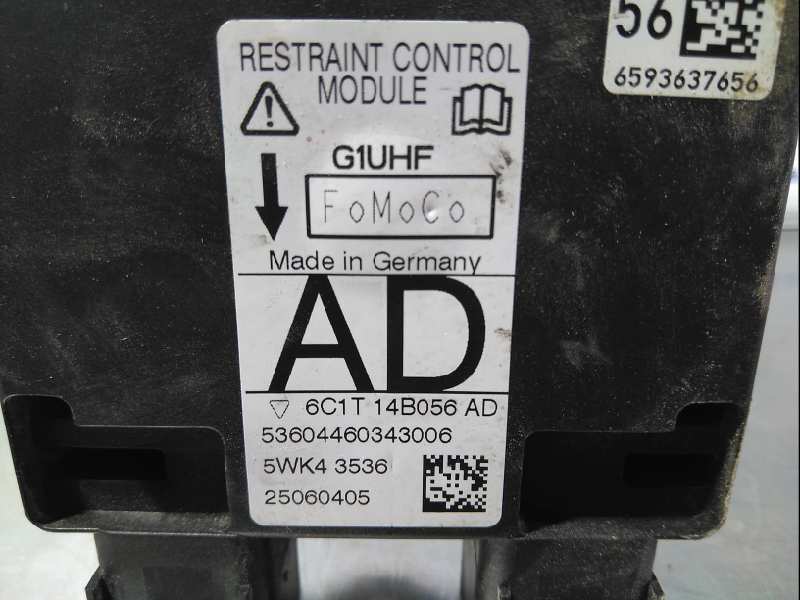 56
6593637656
RESTRAINT CONTROL
MODULE
G1UHF
FoMoCo
Made in Germany
AD
6C1T 14B056 AD
53604460343006
5WK4 3536
25060405